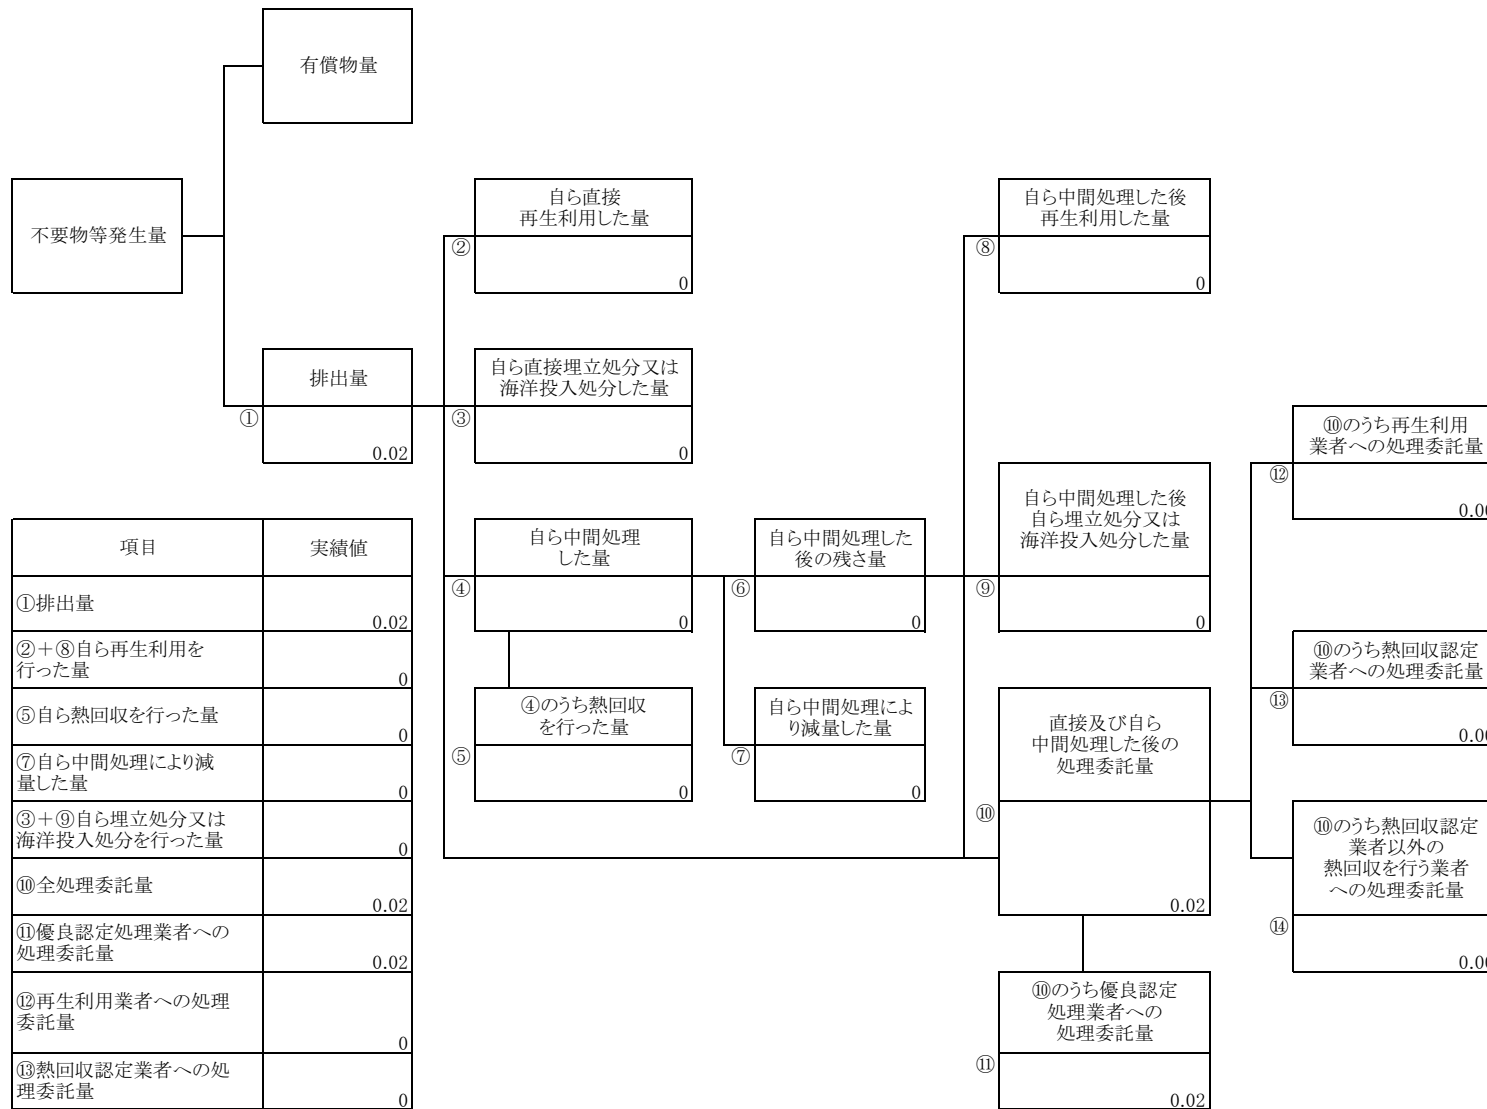 有償物量
不要物等発生量
自ら直接
再生利用した量
②
0
自ら中間処理した後
再生利用した量
⑧
0
排出量
①
0.02
自ら直接埋立処分又は
海洋投入処分した量
③
0
⑩のうち再生利用
業者への処理委託量
⑫
0.00
自ら中間処理
した量
④
0
自ら中間処理した
後の残さ量
⑥
0
自ら中間処理した後
自ら埋立処分又は
海洋投入処分した量
⑨
0
⑩のうち熱回収認定
業者への処理委託量
⑬
0.00
④のうち熱回収
を行った量
⑤
0
自ら中間処理によ
り減量した量
⑦
0
直接及び自ら
中間処理した後の
処理委託量
⑩
0.02
⑩のうち熱回収認定
業者以外の
熱回収を行う業者
への処理委託量
⑭
0.00
⑩のうち優良認定
処理業者への
処理委託量
⑪
0.02
項目 実績値
①排出量
0.02
②+⑧自ら再生利用を
行った量
0
⑤自ら熱回収を行った量
0
⑦自ら中間処理により減
量した量
0
③+⑨自ら埋立処分又は
海洋投入処分を行った量
0
⑩全処理委託量
0.02
⑪優良認定処理業者への
処理委託量
0.02
⑫再生利用業者への処理
委託量
0
⑬熱回収認定業者への処
理委託量
0